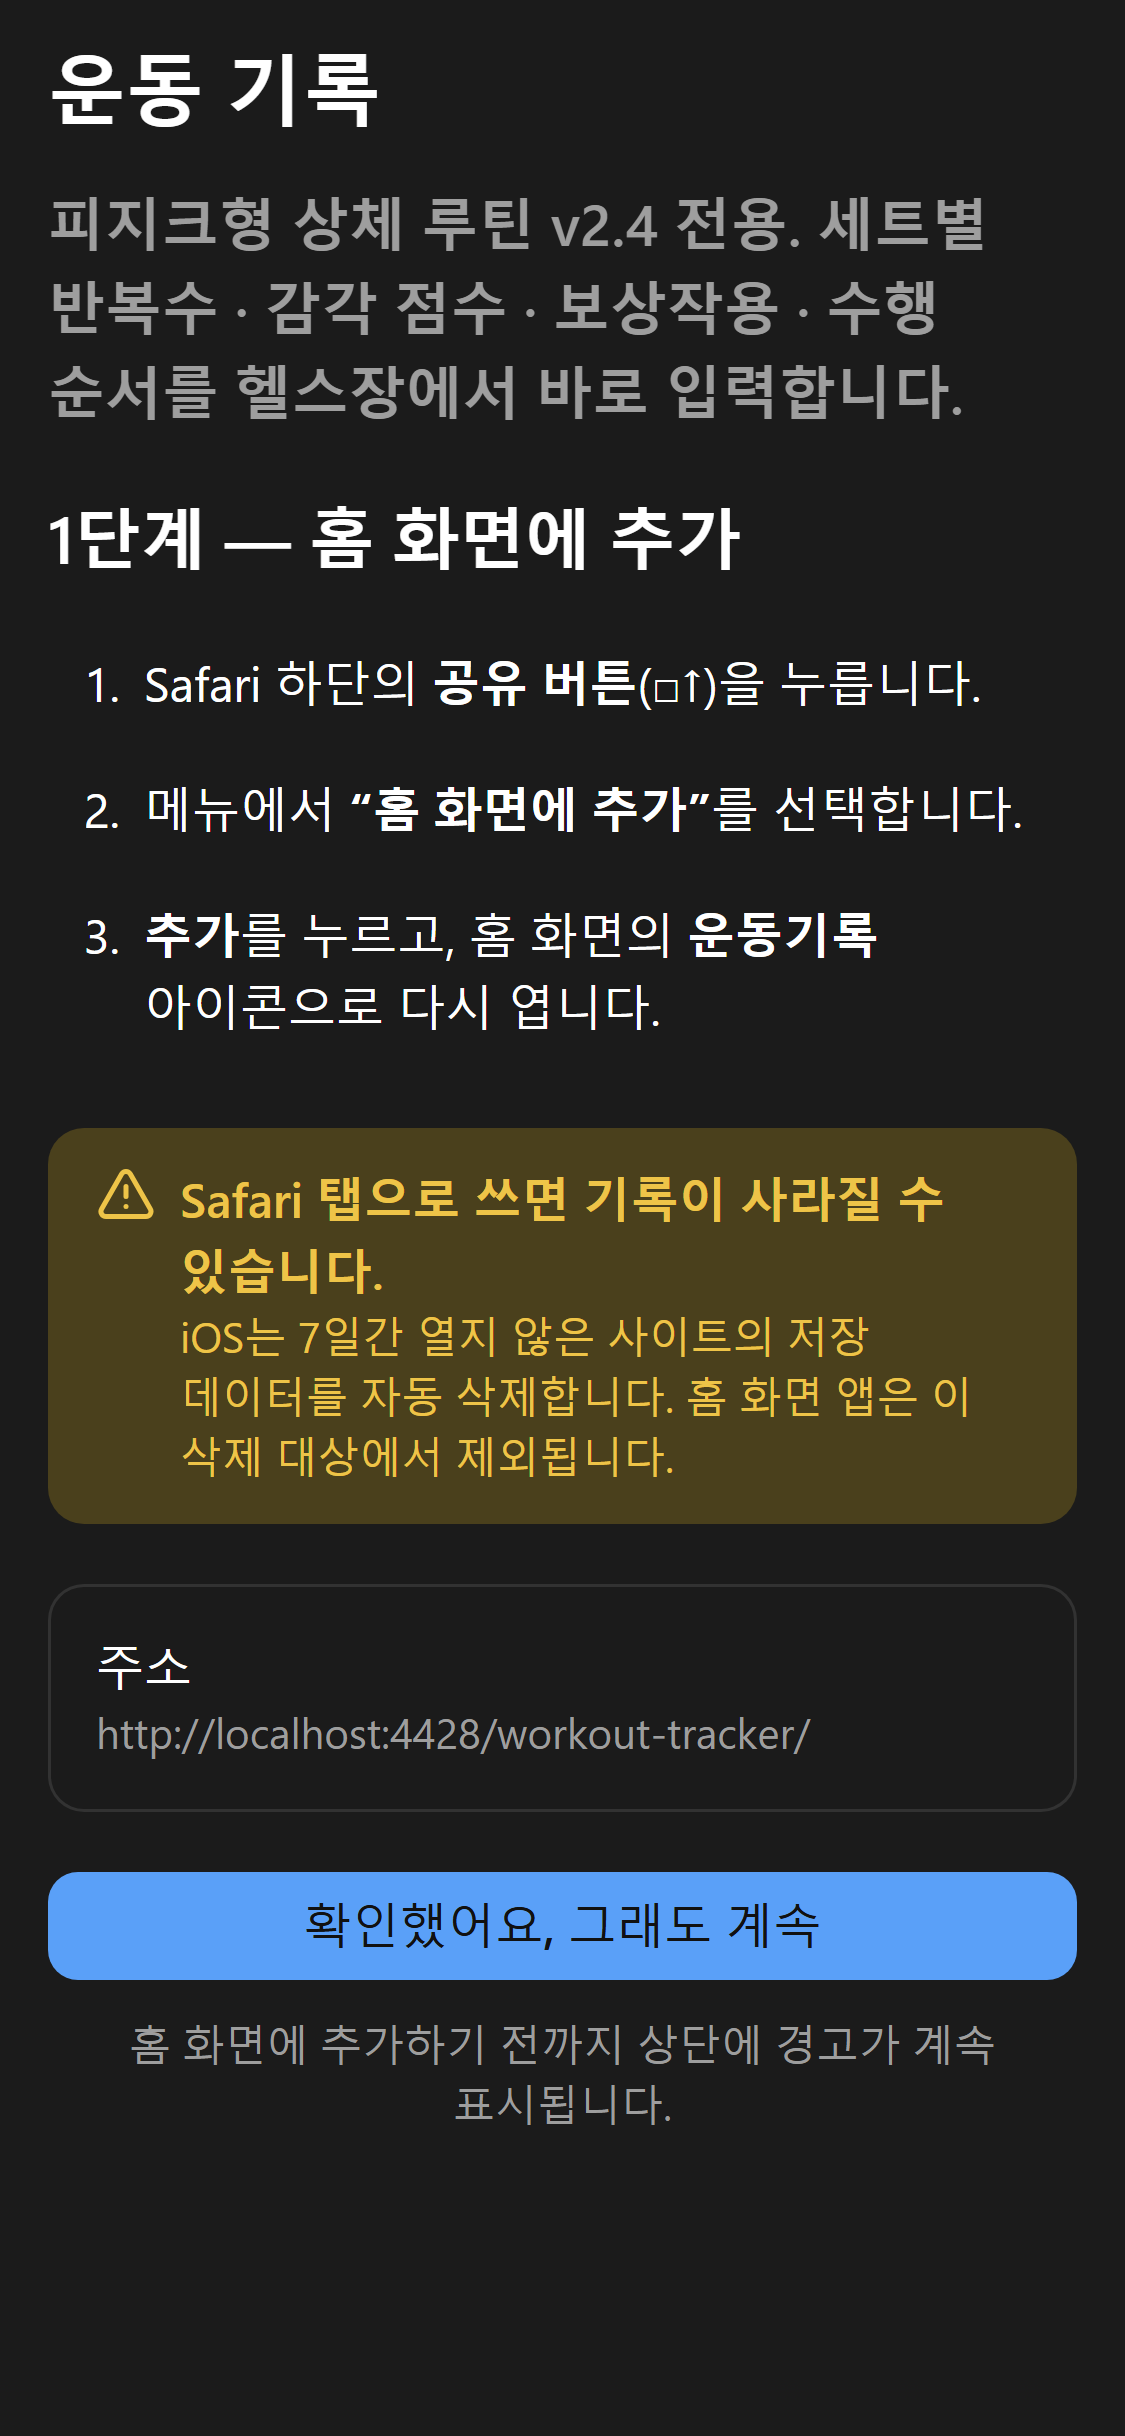 운동 기록
피지크형 상체 루틴 v2.4 전용. 세트별
반복수 · 감각 점수 · 보상작용 · 수행
순서를 헬스장에서 바로 입력합니다.
1단계 — 홈 화면에 추가
1. Safari 하단의 공유 버튼(□↑)을 누릅니다.
2. 메뉴에서 “홈 화면에 추가”를 선택합니다.
3. 추가를 누르고, 홈 화면의 운동기록
아이콘으로 다시 엽니다.
Safari 탭으로 쓰면 기록이 사라질 수
있습니다.
iOS는 7일간 열지 않은 사이트의 저장
데이터를 자동 삭제합니다. 홈 화면 앱은 이
삭제 대상에서 제외됩니다.
주소
http://localhost:4428/workout-tracker/
확인했어요, 그래도 계속
홈 화면에 추가하기 전까지 상단에 경고가 계속
표시됩니다.